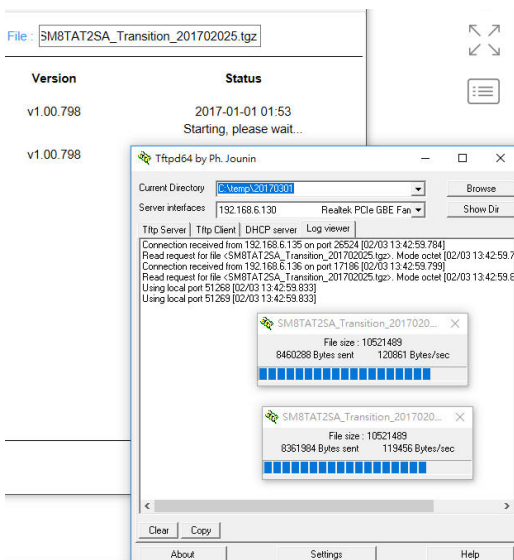 File : SM8TAT2SA_Transition_201702025.tgz
Version Status
v1.00.798 2017-01-01 01:53
Starting, please wait...
v1.00.798
Tftpd64 by Ph. Jounin
Current Directory C:\temp\20170301 Browse
Server interfaces 192.168.6.130 Realtek PCIe GBE Fan Show Dir
Tftp Server Tftp Client DHCP server Log viewer
Connection received from 192.168.6.135 on port 26524 [02/03 13:42:59.784]
Read request for file <SM8TAT2SA_Transition_201702025.tgz>. Mode octet [02/03 13:42:59.7
Connection received from 192.168.6.136 on port 17186 [02/03 13:42:59.799]
Read request for file <SM8TAT2SA_Transition_201702025.tgz>. Mode octet [02/03 13:42:59.8
Using local port 51268 [02/03 13:42:59.833]
Using local port 51269 [02/03 13:42:59.833]
SM8TAT2SA_Transition_2017020...
File size : 10521489
8460288 Bytes sent 120861 Bytes/sec
SM8TAT2SA_Transition_2017020...
File size : 10521489
8361984 Bytes sent 119456 Bytes/sec
Clear Copy
About Settings Help